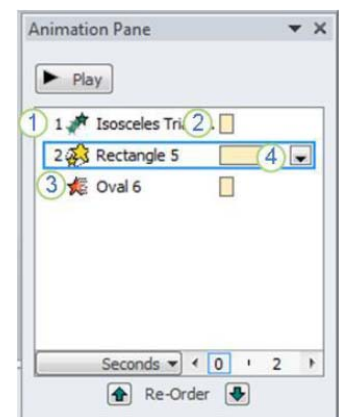 Animation Pane
Play
1 1 Isosceles Tri 2
2 Rectangle 5 4
3 Oval 6
Seconds 0 2
Re-Order